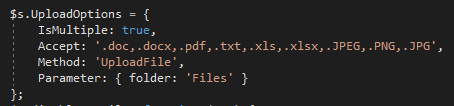 $s.UploadOptions = {
IsMultiple: true,
Accept: '.doc,.docx,.pdf,.txt,.xls,.xlsx,.JPEG,.PNG,.JPG',
Method: 'UploadFile',
Parameter: { folder: 'Files' }
};